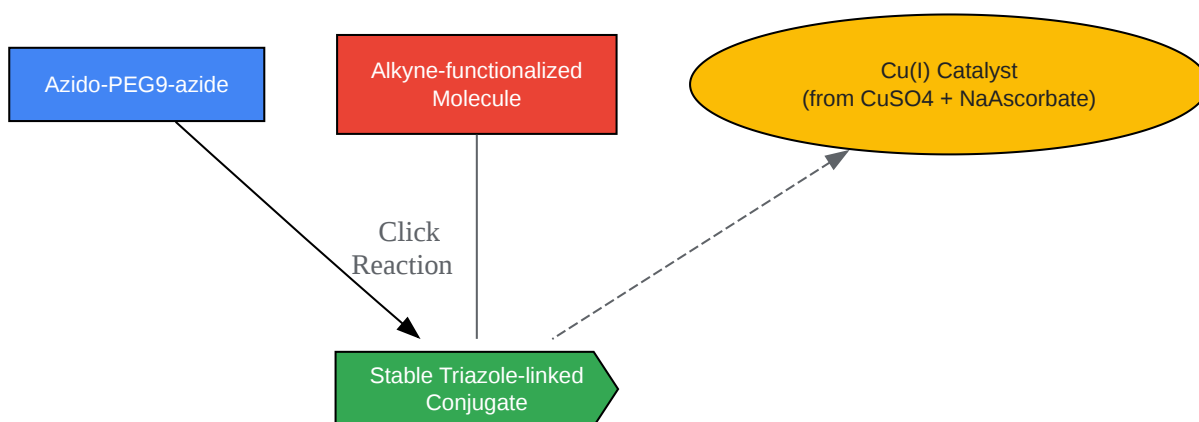 Azido-PEG9-azide
Alkyne-functionalized
Molecule
Cu(I) Catalyst
(from CuSO4 + NaAscorbate)
Click
Reaction
Stable Triazole-linked
Conjugate